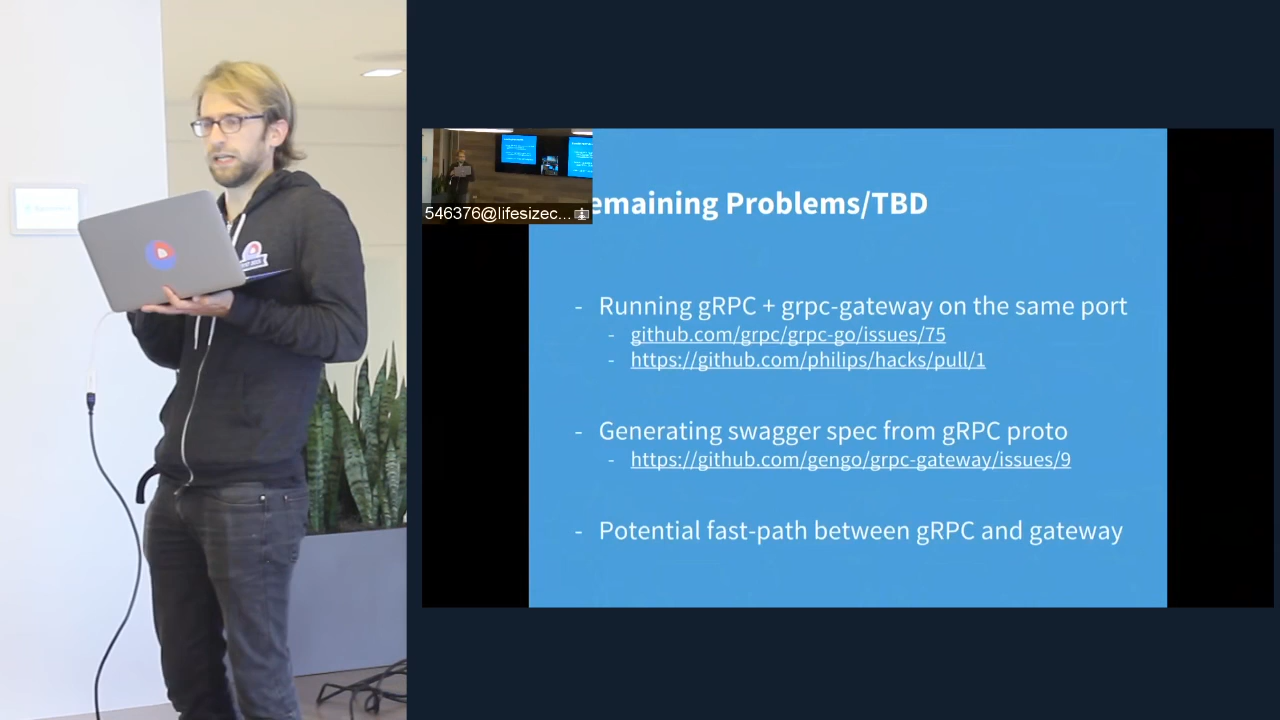 546376@lifesizec...
emaining Problems/TBD
- Running gRPC + grpc-gateway on the same port
- github.com/grpc/grpc-go/issues/75
- https://github.com/philips/hacks/pull/1
- Generating swagger spec from gRPC proto
- https://github.com/gengo/grpc-gateway/issues/9
- Potential fast-path between gRPC and gateway